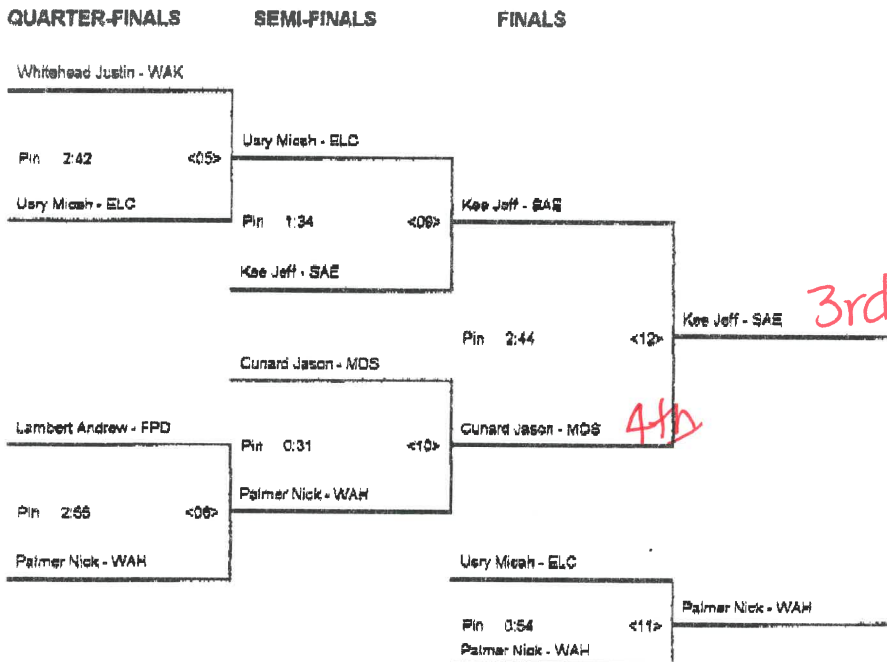 QUARTER-FINALS SEMI-FINALS FINALS
Whitehead Justin - WAK
Usry Micah - ELC
Pin 2:42 <05>
Usry Micah - ELC
Kee Jeff - SAE
Pin 1:34 <09>
Kee Jeff - SAE
Kee Jeff - SAE 3rd
Pin 2:44 <12>
Cunard Jason - MDS
Lambert Andrew - FPD
Cunard Jason - MDS 4th
Pin 0:31 <10>
Palmer Nick - WAH
Pin <06>
Palmer Nick - WAH
Usry Micah - ELC
Palmer Nick - WAH
Pin 0:54 <11>
Palmer Nick - WAH